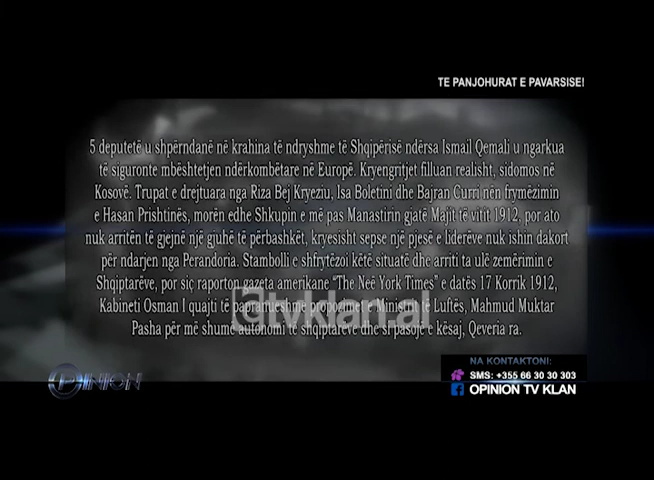 TE PANJOHURAT E PAVARSISE!
5 deputetë u shpërndanë në krahina të ndryshme të Shqipërisë ndërsa Ismail Qemali u ngarkua
të siguronte mbështetjen ndërkombëtare në Europë. Kryengritjet filluan realisht, sidomos në
Kosovë. Trupat e drejtuara nga Riza Bej Kryeziu, Isa Boletini dhe Bajran Curri nën frymëzimin
e Hasan Prishtinës, morën edhe Shkupin e më pas Manastirin gjatë Majit të vitit 1912, por ato
nuk arritën të gjejnë një gjuhë të përbashkët, kryesisht sepse një pjesë e liderëve nuk ishin dakort
për ndarjen nga Perandoria. Stambolli e shfrytëzoi këtë situatë dhe arriti ta ulë zemërimin e
Shqiptarëve, por siç raporton gazeta amerikane “The Neë York Times” e datës 17 Korrik 1912,
Kabineti Osman I quajti të papranueshme propozimet e Ministrit të Luftës, Mahmud Muktar
Pasha për më shumë autonomi të shqiptarëve dhe si pasojë e kësaj, Qeveria ra.
@tvklan.al
OPINION
NA KONTAKTONI:
SMS: +355 66 30 30 303
OPINION TV KLAN